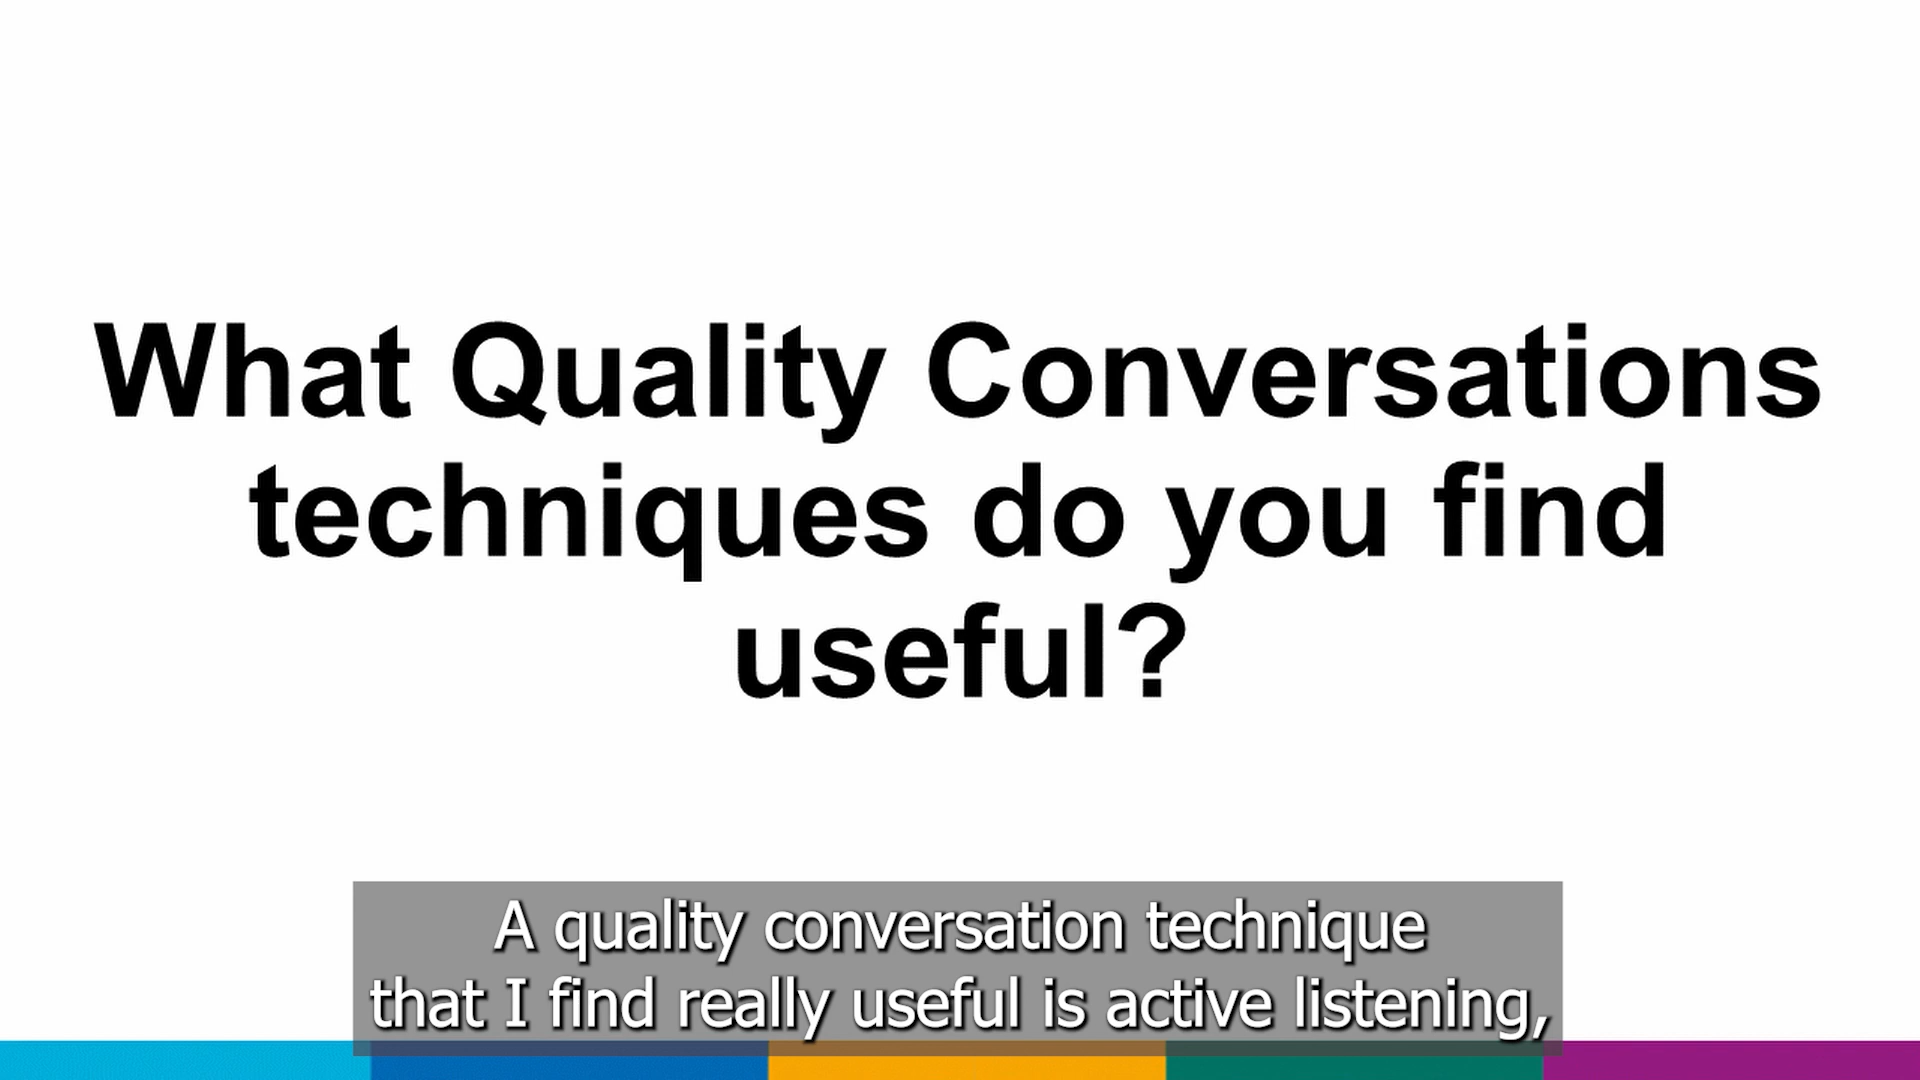 What Quality Conversations
techniques do you find
useful?
A quality conversation technique
that I find really useful is active listening,